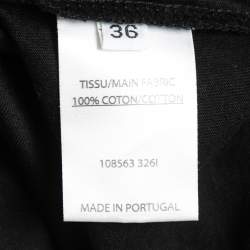 36
TISSU/MAIN FABRIC
100% COTON/COTTON
108563 326I
MADE IN PORTUGAL